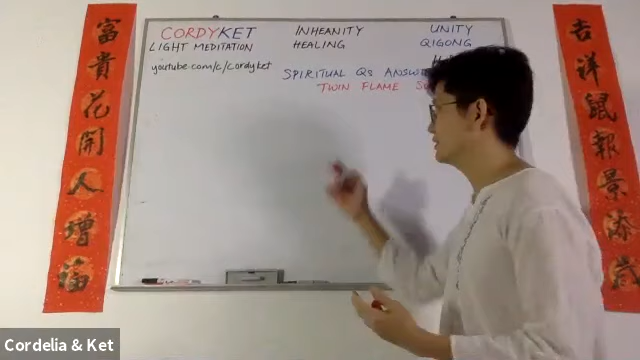 富貴花開人增福
CORDYKET
LIGHT MEDITATION
youtube.com/c/cordyket
INHEANITY
HEALING
UNITY
QIGONG
SPIRITUAL QS
TWIN FLAME
吉祥鼠報景添歲
Cordelia & Ket